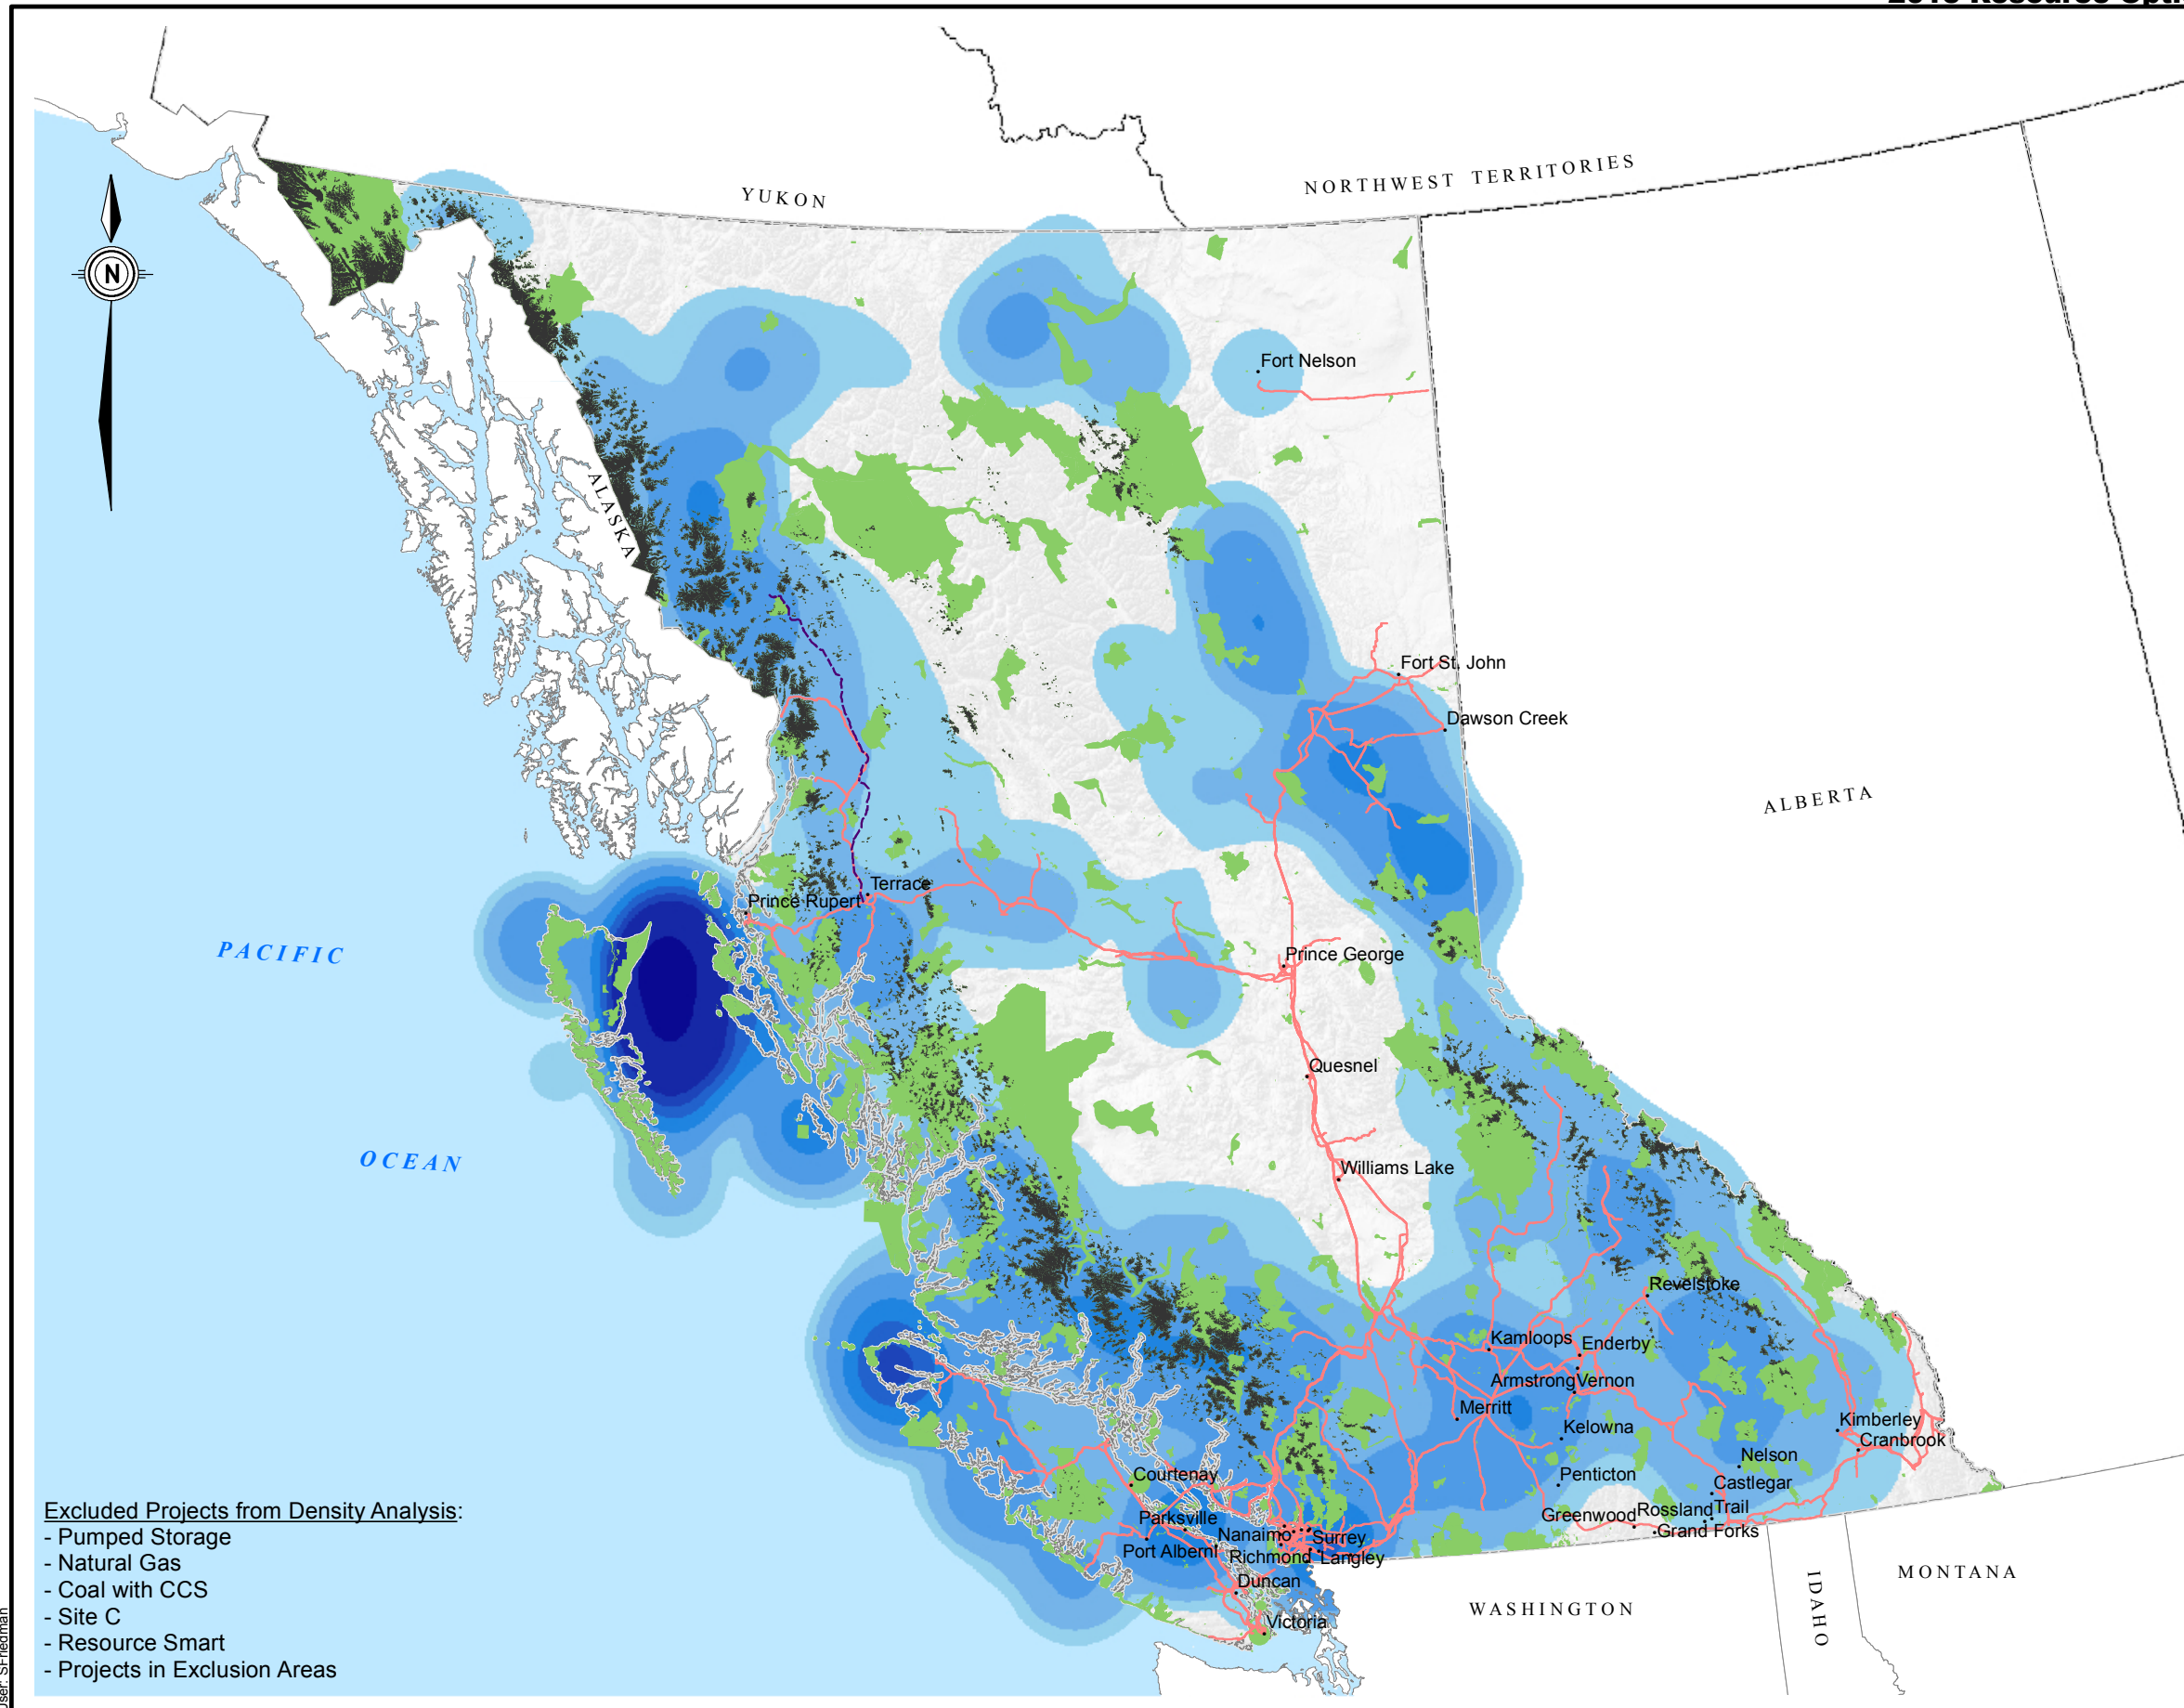 N
YUKON
NORTHWEST TERRITORIES
Fort Nelson
ALASKA
Fort St. John
Dawson Creek
ALBERTA
Terrace
Prince Rupert
PACIFIC
Prince George
Quesnel
OCEAN
Williams Lake
Revelstoke
Kamloops
Enderby
Armstrong
Vernon
Merritt
Kelowna
Kimberley
Cranbrook
Nelson
Courtenay
Penticton
Castlegar
Parksville
Greenwood
Rossland
Trail
Nanaimo
Surrey
Grand Forks
Port Alberni
Richmond
Langley
Duncan
Victoria
WASHINGTON
IDAHO
MONTANA
Excluded Projects from Density Analysis:
- Pumped Storage
- Natural Gas
- Coal with CCS
- Site C
- Resource Smart
- Projects in Exclusion Areas
User: SFriedman